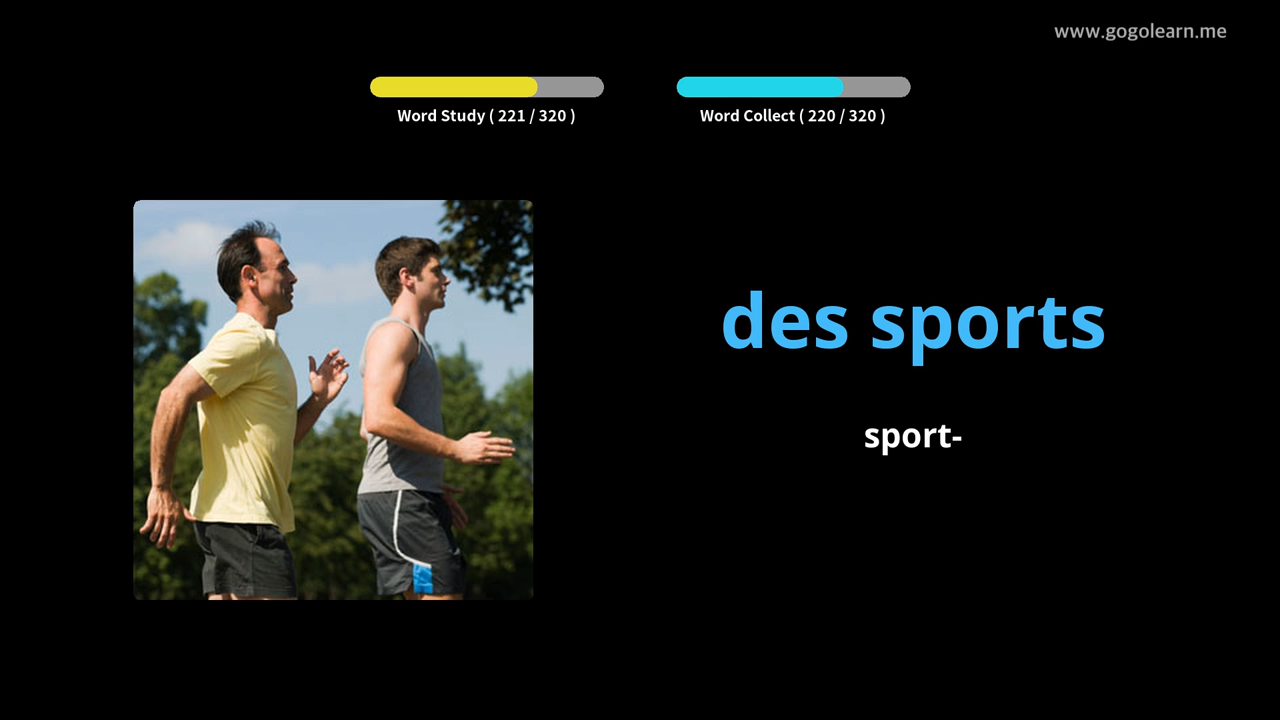 www.gogolearn.me
Word Study ( 221 / 320 )
Word Collect ( 220 / 320 )
des sports
sport-